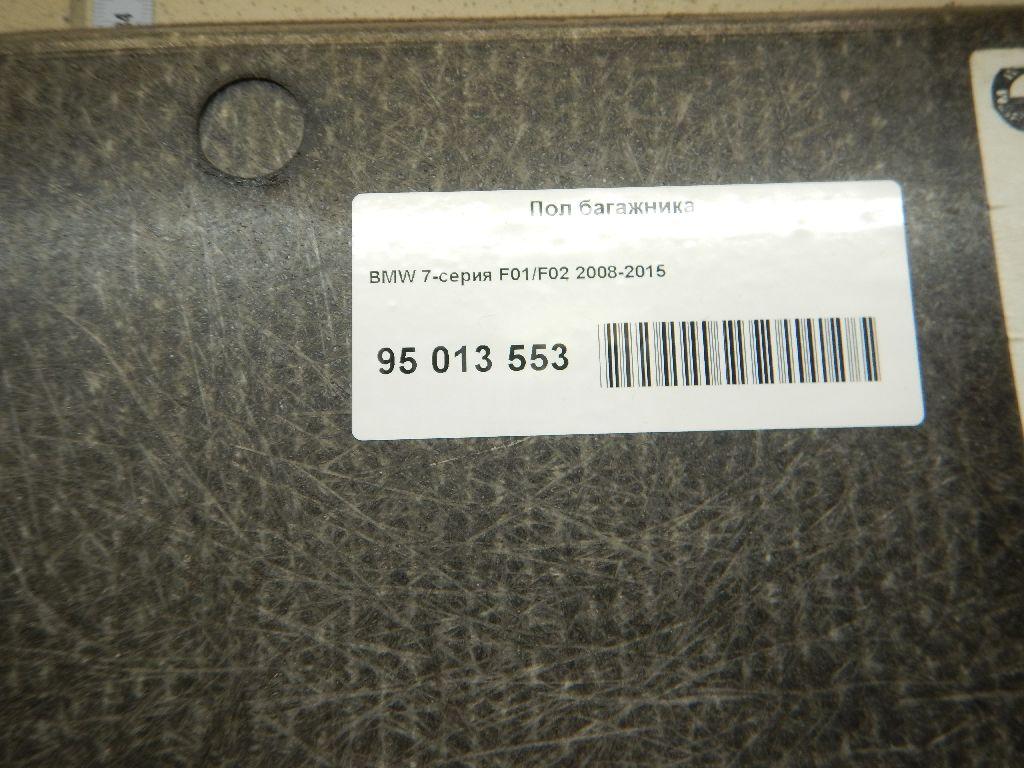 Пол багажника
BMW 7-серия F01/F02 2008-2015
95 013 553